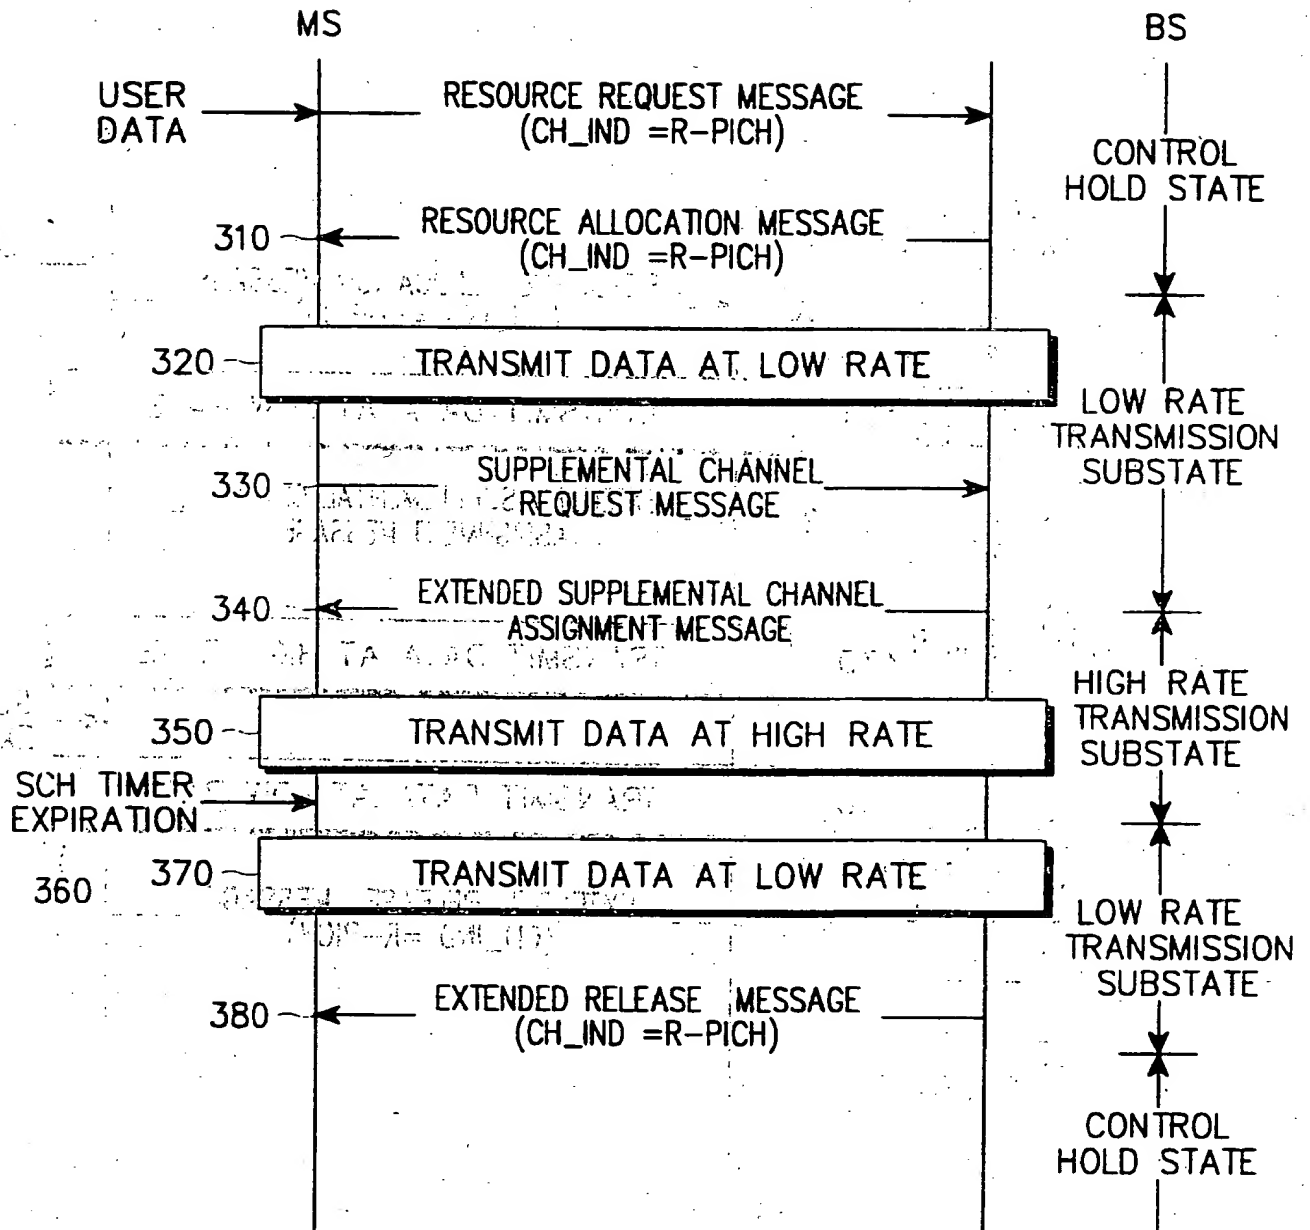 MS
BS
USER
DATA
RESOURCE REQUEST MESSAGE
(CH_IND =R-PICH)
CONTROL
HOLD STATE
310
RESOURCE ALLOCATION MESSAGE
(CH_IND =R-PICH)
320
TRANSMIT DATA AT LOW RATE
LOW RATE
TRANSMISSION
SUBSTATE
330
SUPPLEMENTAL CHANNEL
REQUEST MESSAGE
340
EXTENDED SUPPLEMENTAL CHANNEL
ASSIGNMENT MESSAGE
HIGH RATE
TRANSMISSION
SUBSTATE
350
TRANSMIT DATA AT HIGH RATE
SCH TIMER
EXPIRATION
360
370
TRANSMIT DATA AT LOW RATE
LOW RATE
TRANSMISSION
SUBSTATE
380
EXTENDED RELEASE MESSAGE
(CH_IND =R-PICH)
CONTROL
HOLD STATE